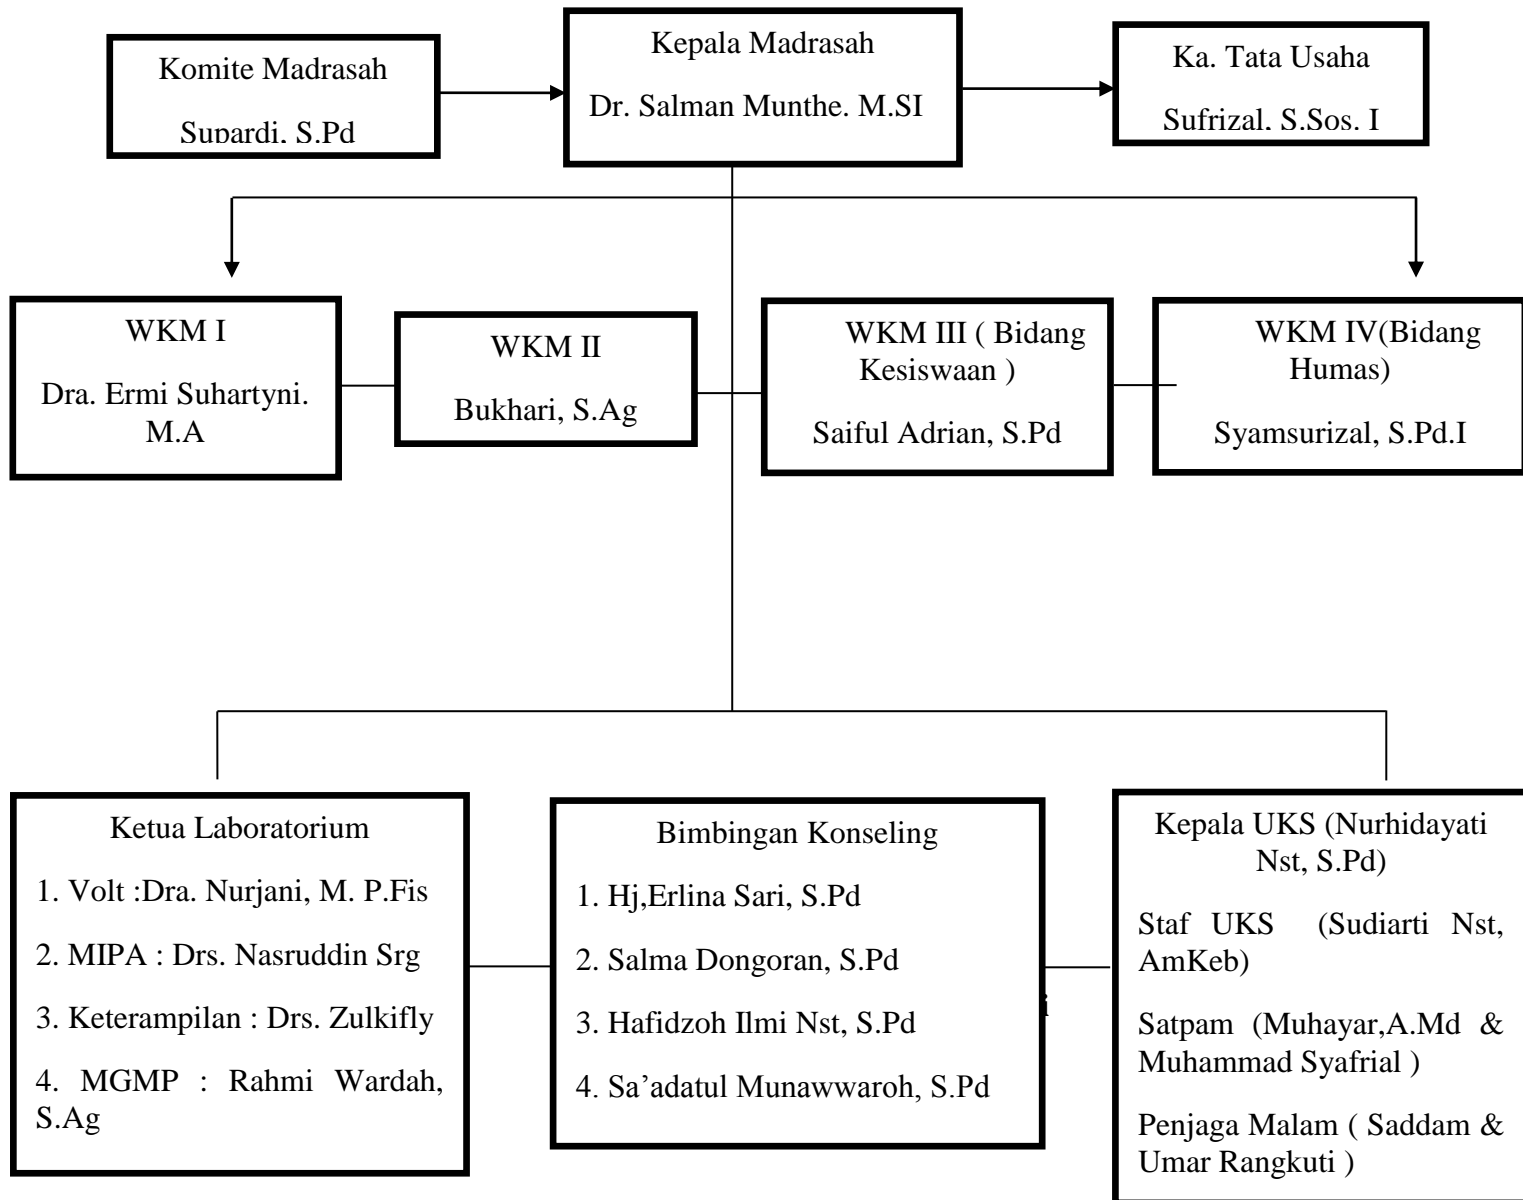 Komite Madrasah
Supardi, S.Pd
Kepala Madrasah
Dr. Salman Munthe. M.SI
Ka. Tata Usaha
Sufrizal, S.Sos. I
WKM I
Dra. Ermi Suhartyni.
M.A
WKM II
Bukhari, S.Ag
WKM III ( Bidang
Kesiswaan )
Saiful Adrian, S.Pd
WKM IV(Bidang
Humas)
Syamsurizal, S.Pd.I
Ketua Laboratorium
1. Volt :Dra. Nurjani, M. P.Fis
2. MIPA : Drs. Nasruddin Srg
3. Keterampilan : Drs. Zulkifly
4. MGMP : Rahmi Wardah,
S.Ag
Bimbingan Konseling
1. Hj,Erlina Sari, S.Pd
2. Salma Dongoran, S.Pd
3. Hafidzoh Ilmi Nst, S.Pd
4. Sa’adatul Munawwaroh, S.Pd
Kepala UKS (Nurhidayati
Nst, S.Pd)
Staf UKS (Sudiarti Nst,
AmKeb)
Satpam (Muhayar,A.Md &
Muhammad Syafrial )
Penjaga Malam ( Saddam &
Umar Rangkuti )